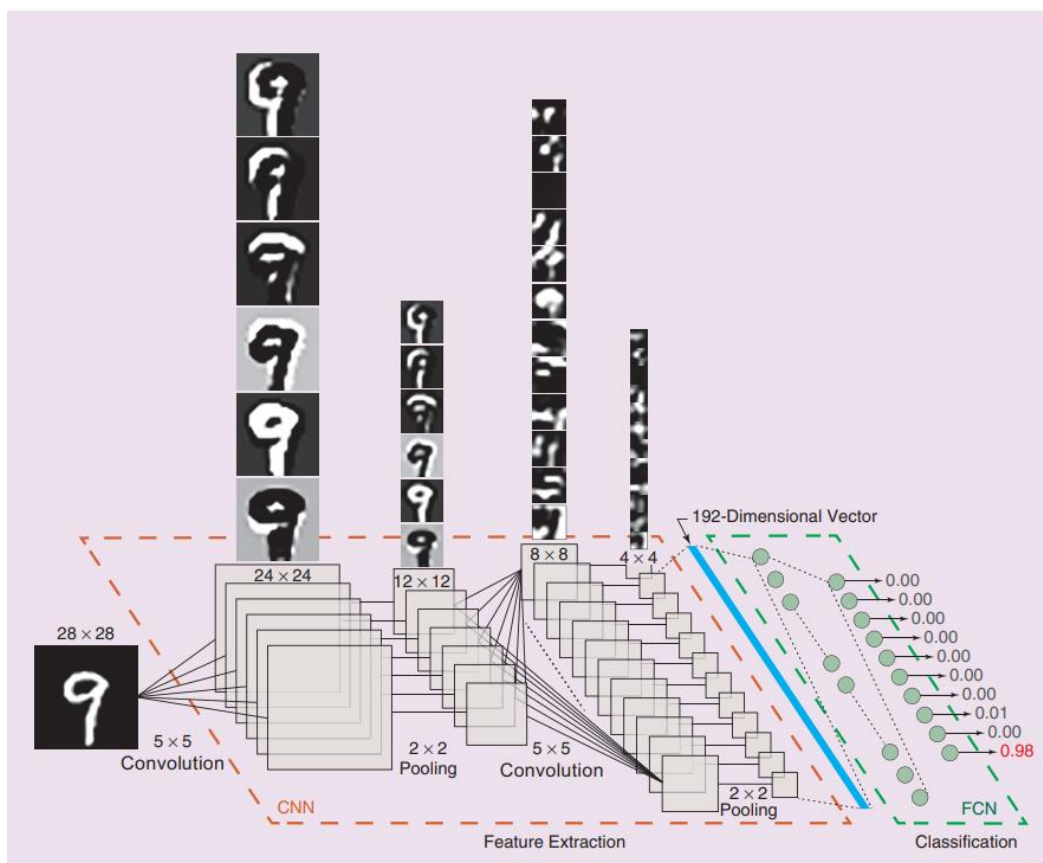 192-Dimensional Vector
8 × 8
4 × 4
24 × 24
12 × 12
28 × 28
5 × 5
Convolution
2 × 2
Pooling
5 × 5
Convolution
2 × 2
Pooling
0.00
0.00
0.00
0.00
0.00
0.00
0.00
0.01
0.00
0.98
CNN
FCN
Feature Extraction
Classification